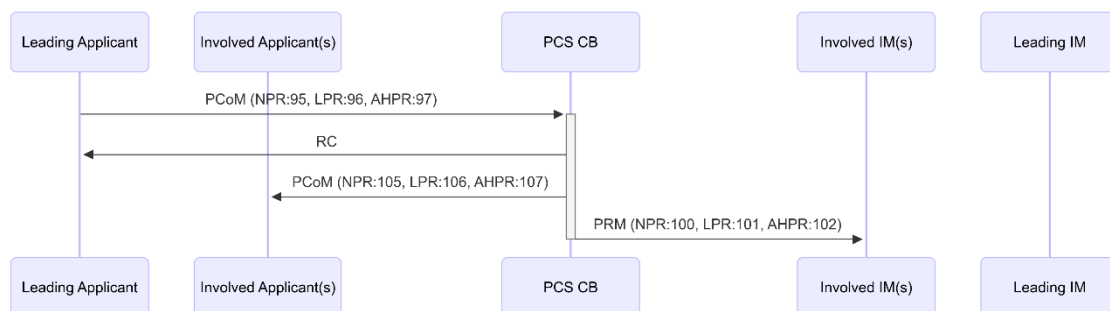 Leading Applicant
Involved Applicant(s)
PCS CB
Involved IM(s)
Leading IM
PCoM (NPR:95, LPR:96, AHPR:97)
RC
PCoM (NPR:105, LPR:106, AHPR:107)
PRM (NPR:100, LPR:101, AHPR:102)
Leading Applicant
Involved Applicant(s)
PCS CB
Involved IM(s)
Leading IM